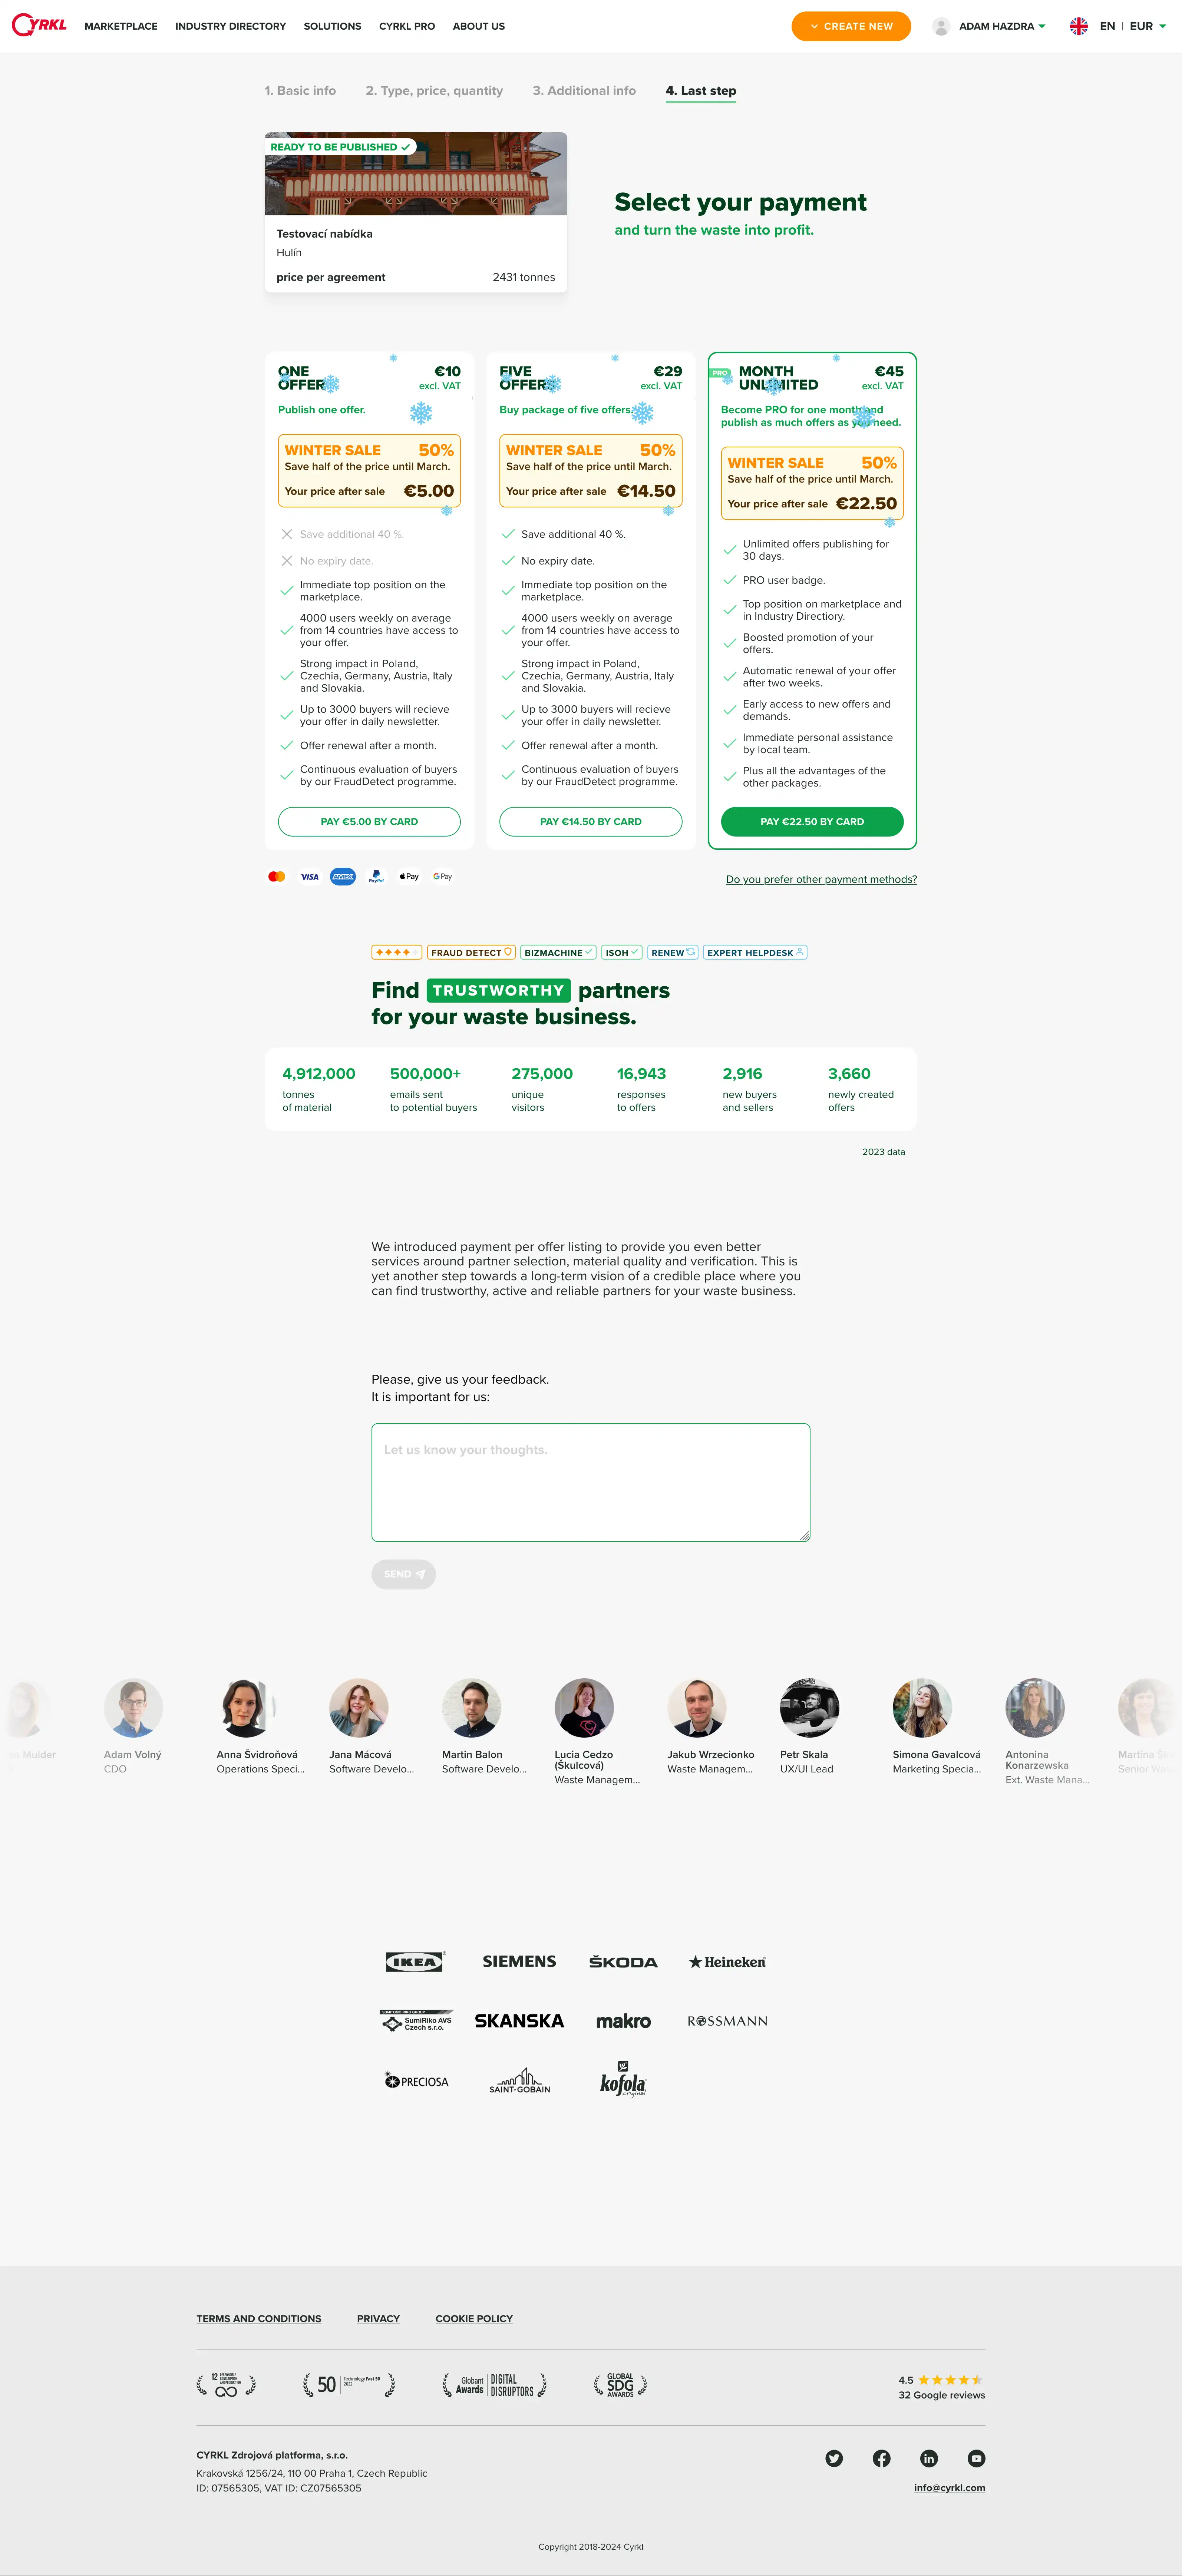 CYRKL
MARKETPLACE
INDUSTRY DIRECTORY
SOLUTIONS
CYRKL PRO
ABOUT US
CREATE NEW
ADAM HAZDRA
EN | EUR
1. Basic info
2. Type, price, quantity
3. Additional info
4. Last step
READY TO BE PUBLISHED
Testovací nabídka
Hulín
price per agreement
2431 tonnes
Select your payment
and turn the waste into profit.
ONE
OFFER
€10
excl. VAT
Publish one offer.
WINTER SALE 50%
Save half of the price until March.
Your price after sale €5.00
Save additional 40 %.
No expiry date.
Immediate top position on the
marketplace.
4000 users weekly on average
from 14 countries have access to
your offer.
Strong impact in Poland,
Czechia, Germany, Austria, Italy
and Slovakia.
Up to 3000 buyers will recieve
your offer in daily newsletter.
Offer renewal after a month.
Continuous evaluation of buyers
by our FraudDetect programme.
PAY €5.00 BY CARD
FIVE
OFFERS
€29
excl. VAT
Buy package of five offers.
WINTER SALE 50%
Save half of the price until March.
Your price after sale €14.50
Save additional 40 %.
No expiry date.
Immediate top position on the
marketplace.
4000 users weekly on average
from 14 countries have access to
your offer.
Strong impact in Poland,
Czechia, Germany, Austria, Italy
and Slovakia.
Up to 3000 buyers will recieve
your offer in daily newsletter.
Offer renewal after a month.
Continuous evaluation of buyers
by our FraudDetect programme.
PAY €14.50 BY CARD
PRO
MONTH
UNLIMITED
€45
excl. VAT
Become PRO for one month and
publish as much offers as you need.
WINTER SALE 50%
Save half of the price until March.
Your price after sale €22.50
Unlimited offers publishing for
30 days.
PRO user badge.
Top position on marketplace and
in Industry Directiory.
Boosted promotion of your
offers.
Automatic renewal of your offer
after two weeks.
Early access to new offers and
demands.
Immediate personal assistance
by local team.
Plus all the advantages of the
other packages.
PAY €22.50 BY CARD
VISA
AMEX
PayPal
Pay
G Pay
Do you prefer other payment methods?
FRAUD DETECT
BIZMACHINE
ISOH
RENEW
EXPERT HELPDESK
Find TRUSTWORTHY partners
for your waste business.
4,912,000
tonnes
of material
500,000+
emails sent
to potential buyers
275,000
unique
visitors
16,943
responses
to offers
2,916
new buyers
and sellers
3,660
newly created
offers
2023 data
We introduced payment per offer listing to provide you even better
services around partner selection, material quality and verification. This is
yet another step towards a long-term vision of a credible place where you
can find trustworthy, active and reliable partners for your waste business.
Please, give us your feedback.
It is important for us:
Let us know your thoughts.
SEND
Mulder
Adam Volný
CDO
Anna Švidroňová
Operations Speci...
Jana Mácová
Software Develo...
Martin Balon
Software Develo...
Lucia Cedzo
(Škulcová)
Waste Managem...
Jakub Wrzecionko
Waste Managem...
Petr Skala
UX/UI Lead
Simona Gavalcová
Marketing Specia...
Antonina
Konarzewska
Ext. Waste Mana...
Martina
Senior
IKEA
SIEMENS
ŠKODA
Heineken
SUMITOMO RIKO GROUP
SumiRiko AVS
Czech s.r.o.
SKANSKA
makro
ROSSMANN
PRECIOSA
SAINT-GOBAIN
kofola
original
TERMS AND CONDITIONS
PRIVACY
COOKIE POLICY
12 RESPONSIBLE
CONSUMPTION
AND PRODUCTION
50
Technology Fast 50
2022
Globant
Awards
DIGITAL
DISRUPTORS
GLOBAL
SDG
AWARDS
4.5
32 Google reviews
CYRKL Zdrojová platforma, s.r.o.
Krakovská 1256/24, 110 00 Praha 1, Czech Republic
ID: 07565305, VAT ID: CZ07565305
info@cyrkl.com
Copyright 2018-2024 Cyrkl